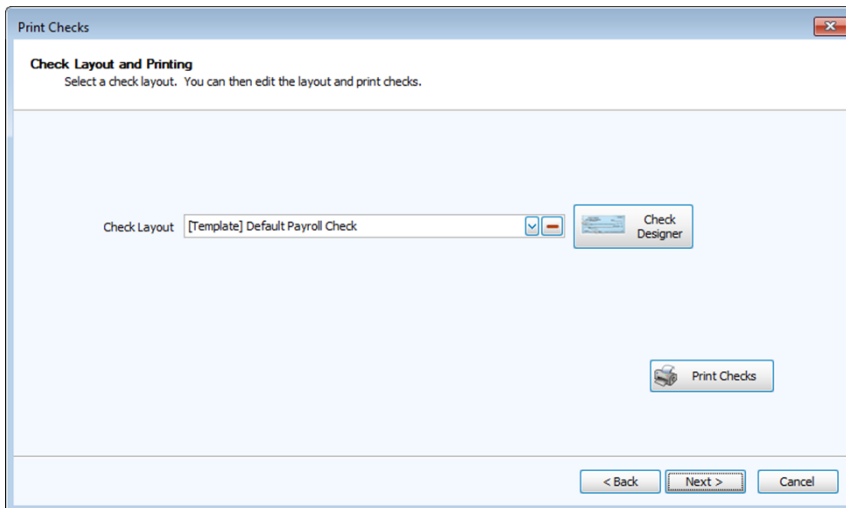 Print Checks
Check Layout and Printing
Select a check layout. You can then edit the layout and print checks.
Check Layout [Template] Default Payroll Check
Check
Designer
Print Checks
< Back Next > Cancel